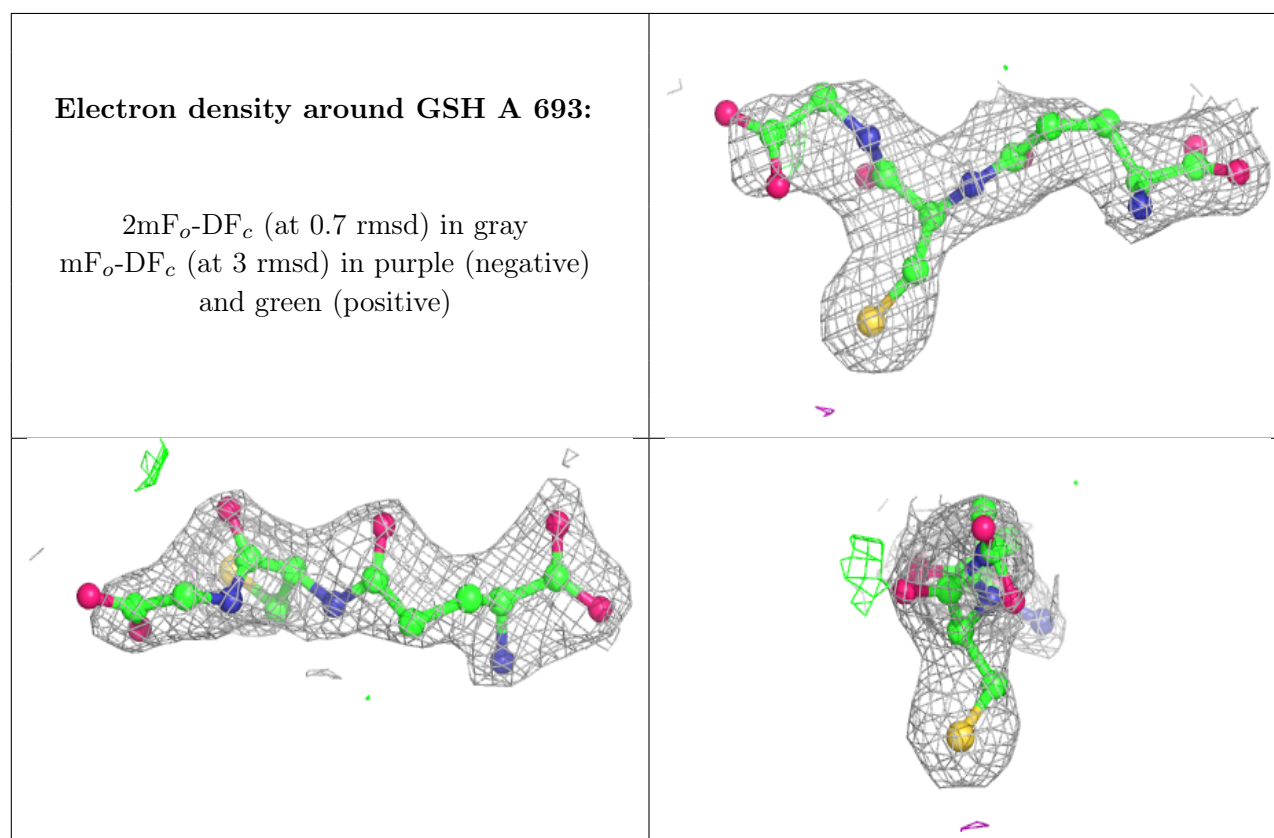 Electron density around GSH A 693:
2mFo-DFc (at 0.7 rmsd) in gray
mFo-DFc (at 3 rmsd) in purple (negative)
and green (positive)